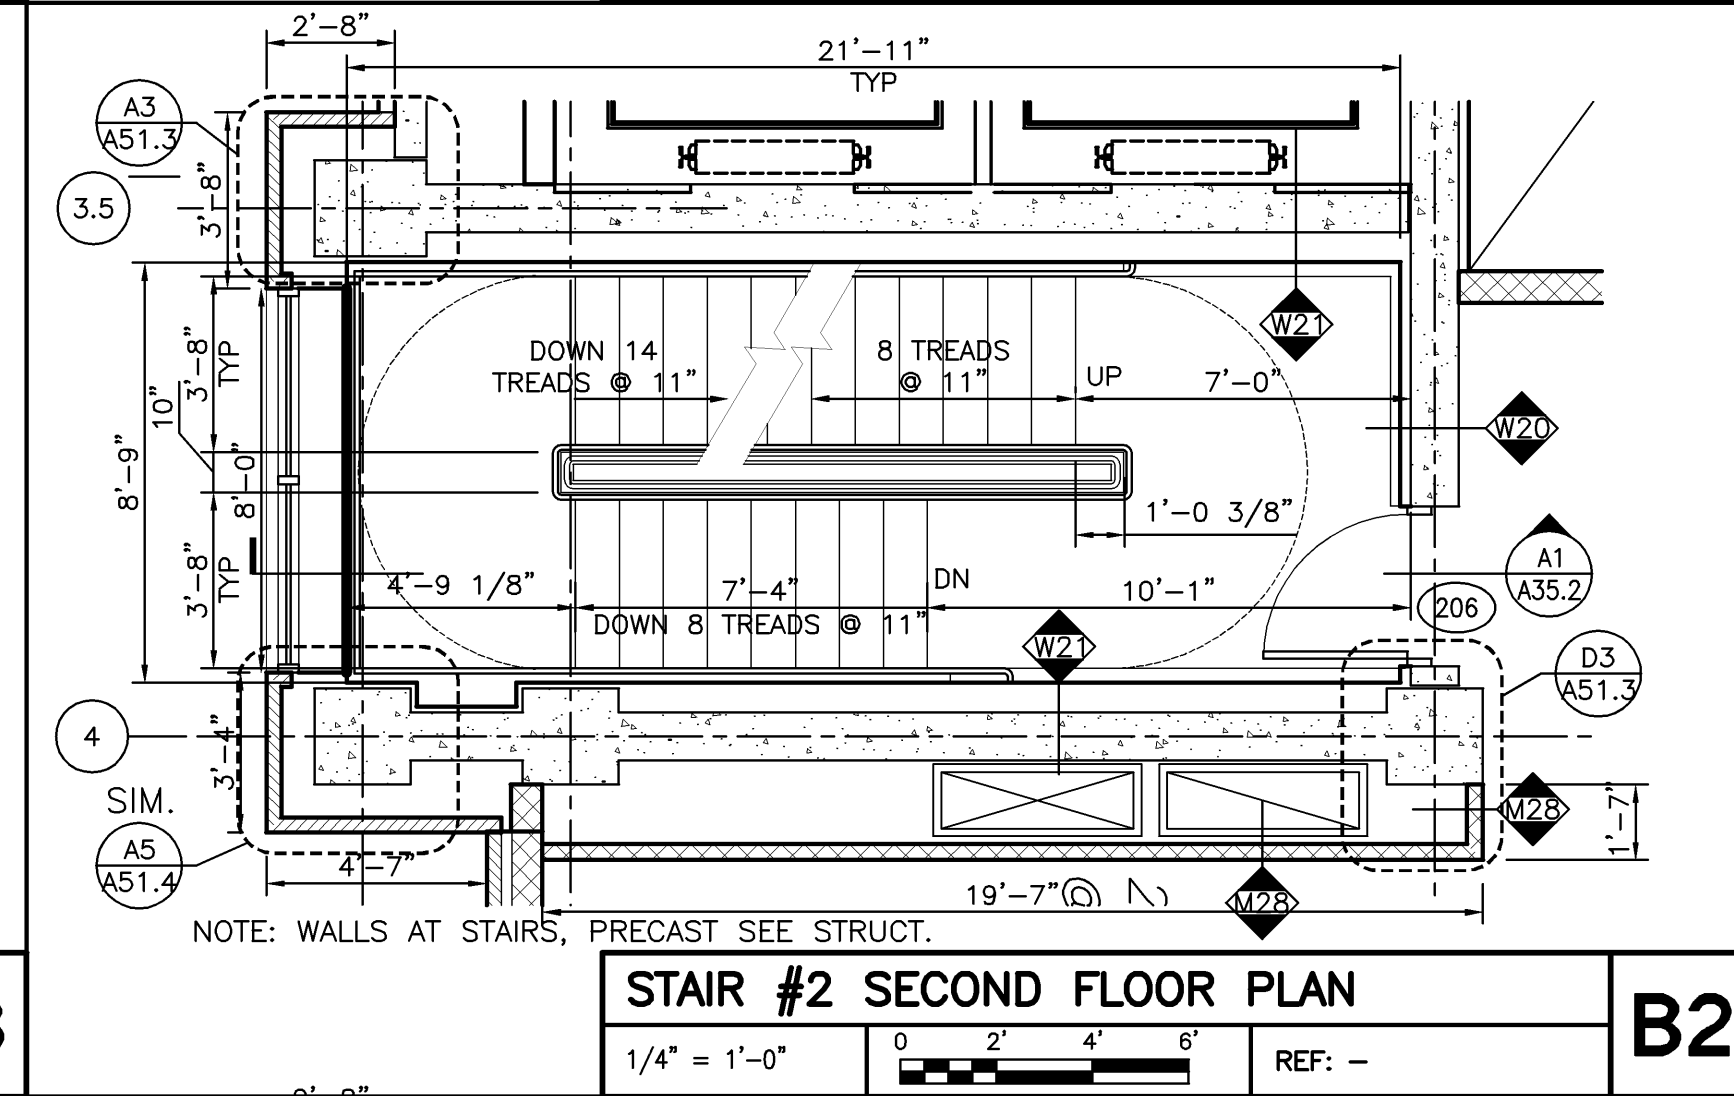 2'-8"
21'-11"
TYP
A3
A51.3
3.5
3'-8"
W21
DOWN 14
TREADS @ 11"
8 TREADS
@ 11"
UP
7'-0"
3'-8"
TYP
10"
W20
8'-9"
8'-0"
1'-0 3/8"
A1
A35.2
3'-8"
TYP
4'-9 1/8"
7'-4"
DN
10'-1"
206
DOWN 8 TREADS @ 11"
W21
D3
A51.3
4
3'-4"
SIM.
A5
A51.4
M28
1'-7"
4'-7"
19'-7"
M28
NOTE: WALLS AT STAIRS, PRECAST SEE STRUCT.
STAIR #2 SECOND FLOOR PLAN
B2
1/4" = 1'-0"
0 2' 4' 6'
REF: –